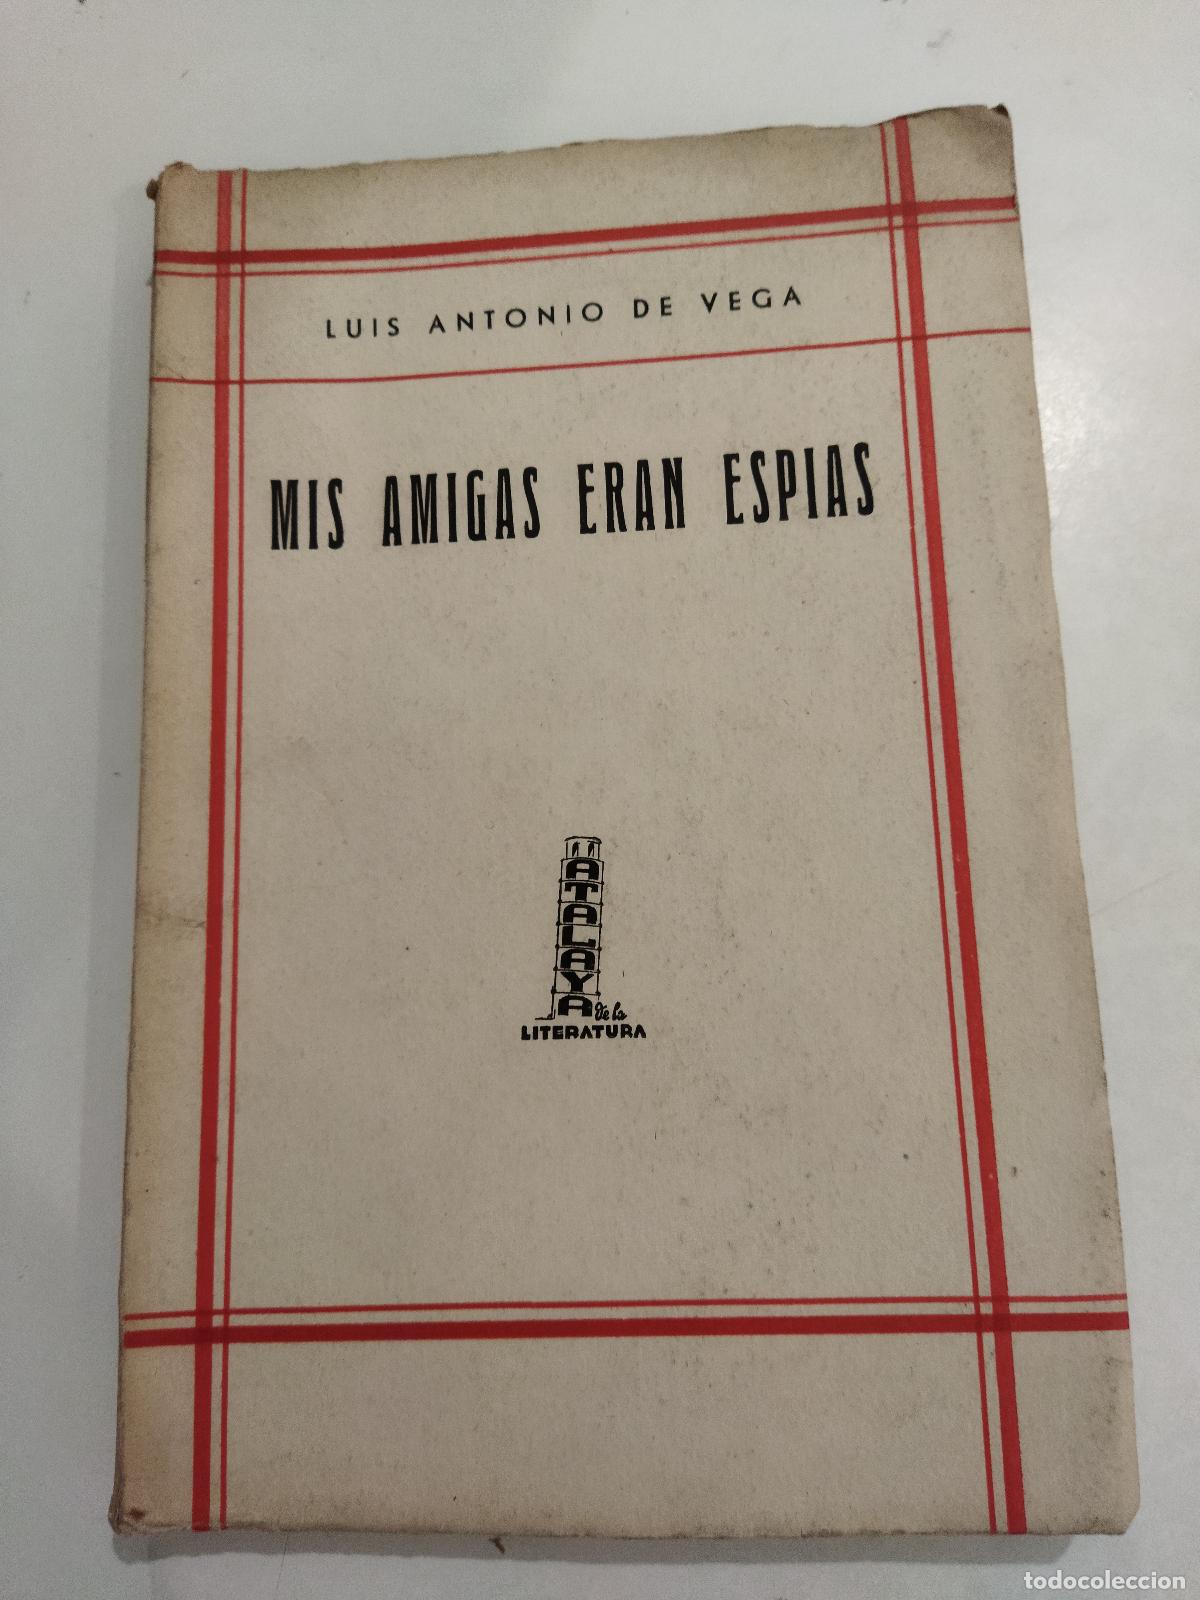 LUIS ANTONIO DE VEGA
MIS AMIGAS ERAN ESPIAS
ATALAYA
de la
LITERATURA
todocoleccion